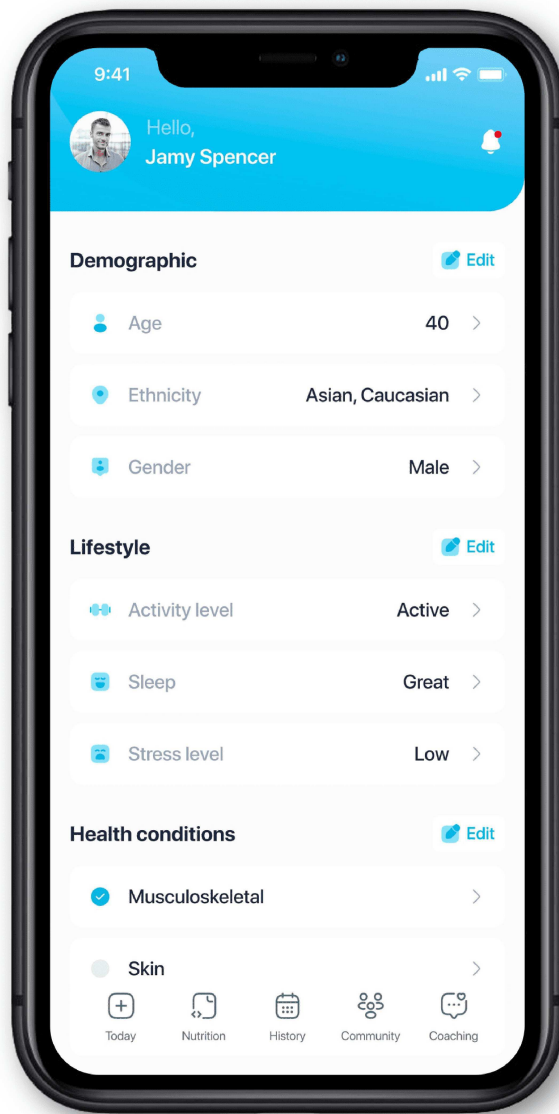 9:41
Hello,
Jamy Spencer
Demographic Edit
Age 40
Ethnicity Asian, Caucasian
Gender Male
Lifestyle Edit
Activity level Active
Sleep Great
Stress level Low
Health conditions Edit
Musculoskeletal
Skin
Today Nutrition History Community Coaching